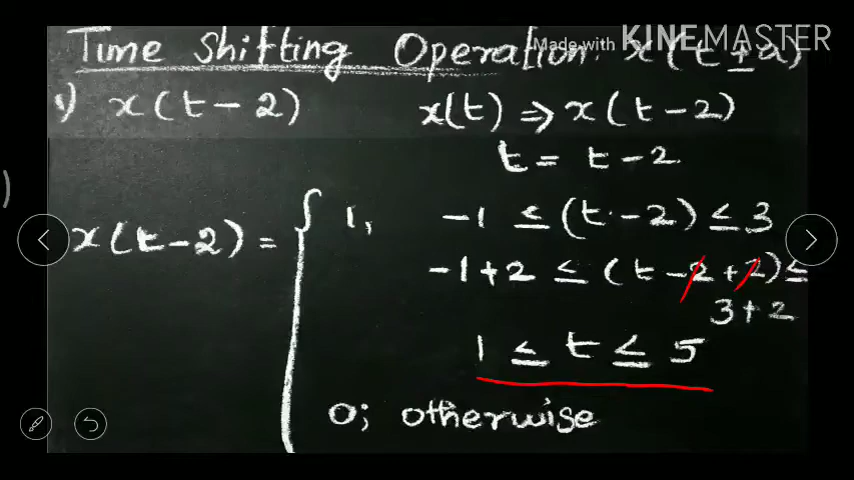 Time Shifting Operation: x(t±a)
Made with KINEMASTER
1) x(t-2) x(t) ⇒ x(t-2)
t = t-2
x(t-2) = { 1, -1 ≤ (t-2) ≤ 3
-1+2 ≤ (t-2+2) ≤
3+2
1 ≤ t ≤ 5
0; otherwise